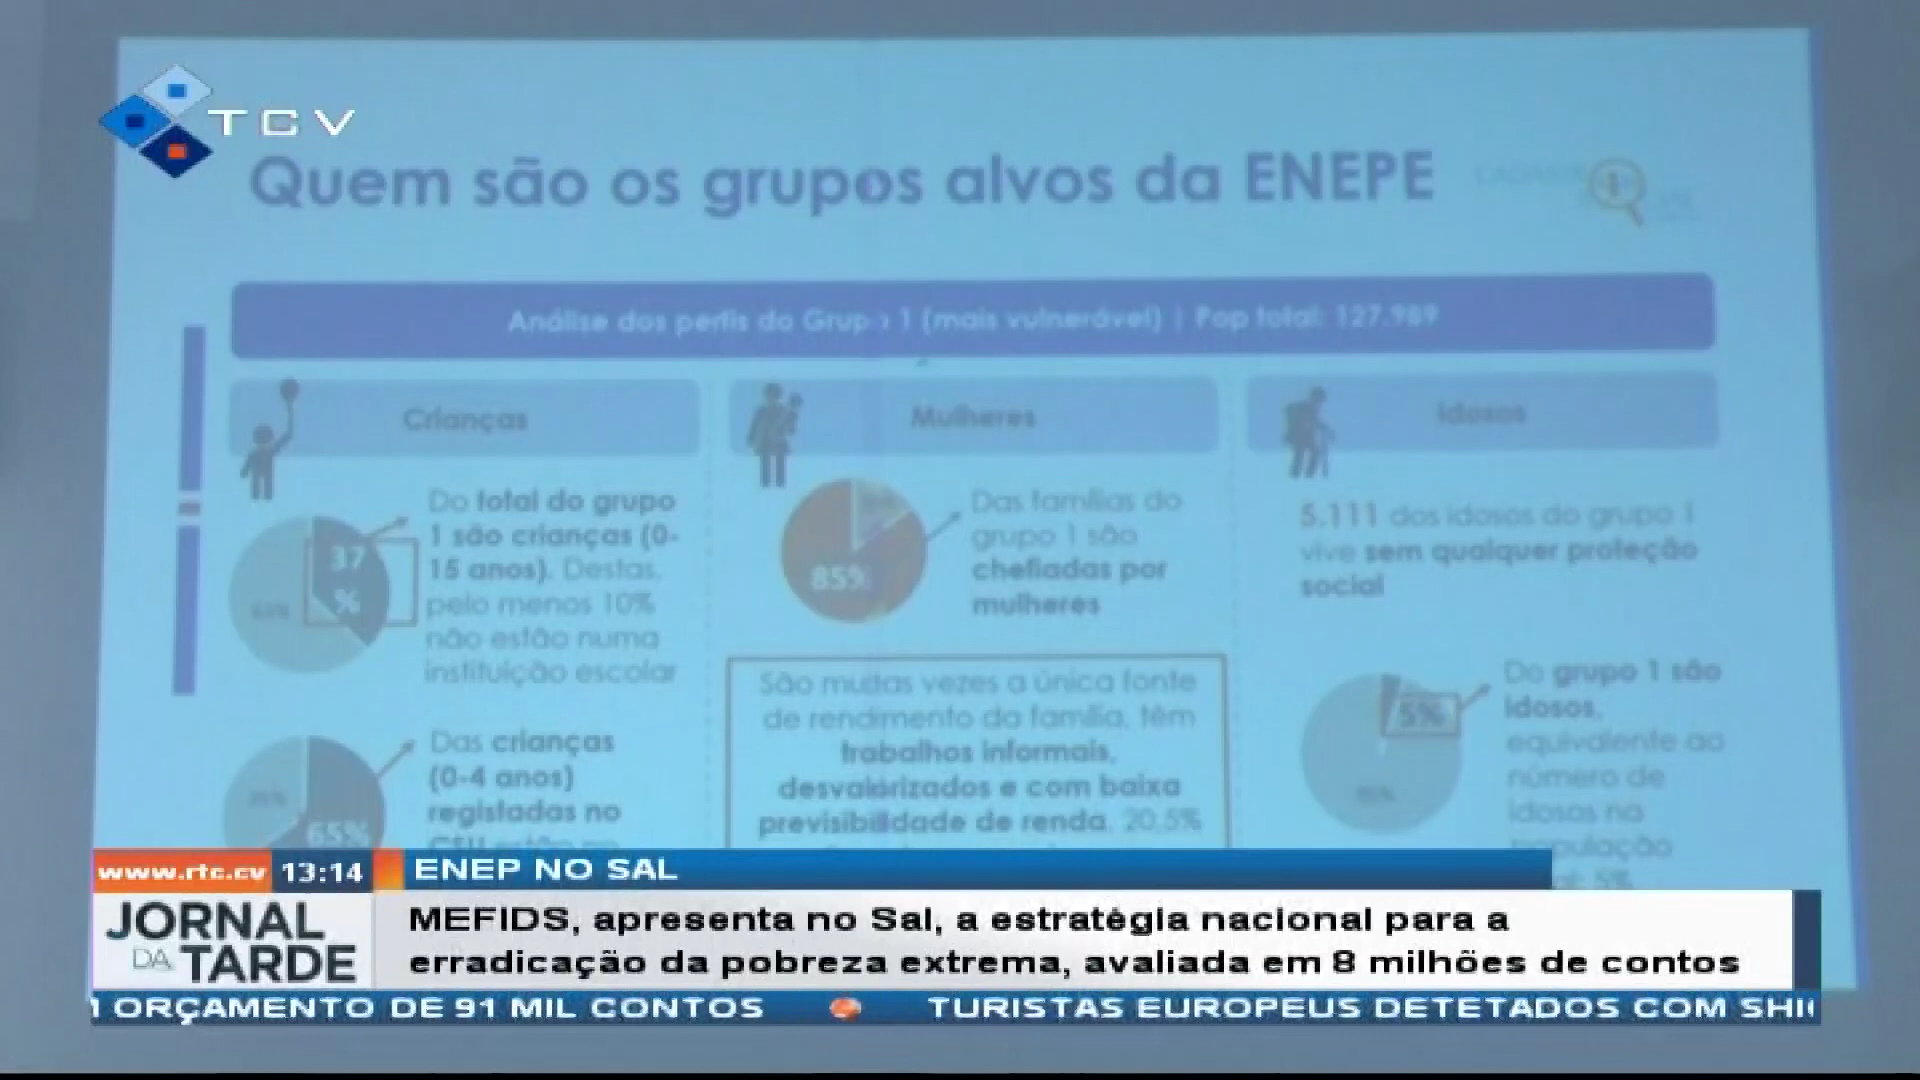 TCV
Quem são os grupos alvos da ENEPE
Análise dos perfis do Grupo 1 (mais vulnerável) | Pop total: 127.989
Crianças
Mulheres
Idosos
Do total do grupo
1 são crianças (0-
15 anos). Destas,
pelo menos 10%
não estão numa
instituição escolar
37
%
63%
Das famílias do
grupo 1 são
chefiadas por
mulheres
85%
5.111 dos idosos do grupo 1
vive sem qualquer proteção
social
Das crianças
(0-4 anos)
registadas no
65%
São muitas vezes a única fonte
de rendimento da família, têm
trabalhos informais,
desvalorizados e com baixa
previsibilidade de renda. 20,5%
Do grupo 1 são
idosos,
equivalente ao
número de
idosos na
população
5%
5%
www.rtc.cv 13:14 ENEP NO SAL
JORNAL
DA TARDE
MEFIDS, apresenta no Sal, a estratégia nacional para a
erradicação da pobreza extrema, avaliada em 8 milhões de contos
ORÇAMENTO DE 91 MIL CONTOS
TURISTAS EUROPEUS DETETADOS COM